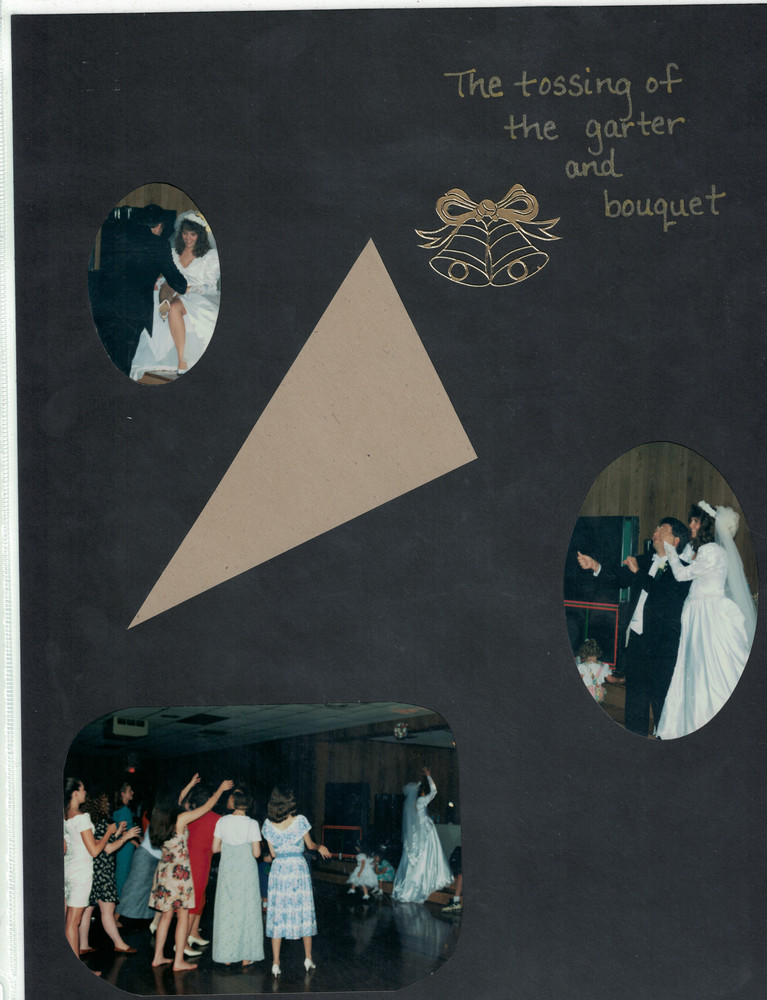 The tossing of
the garter
and
bouquet